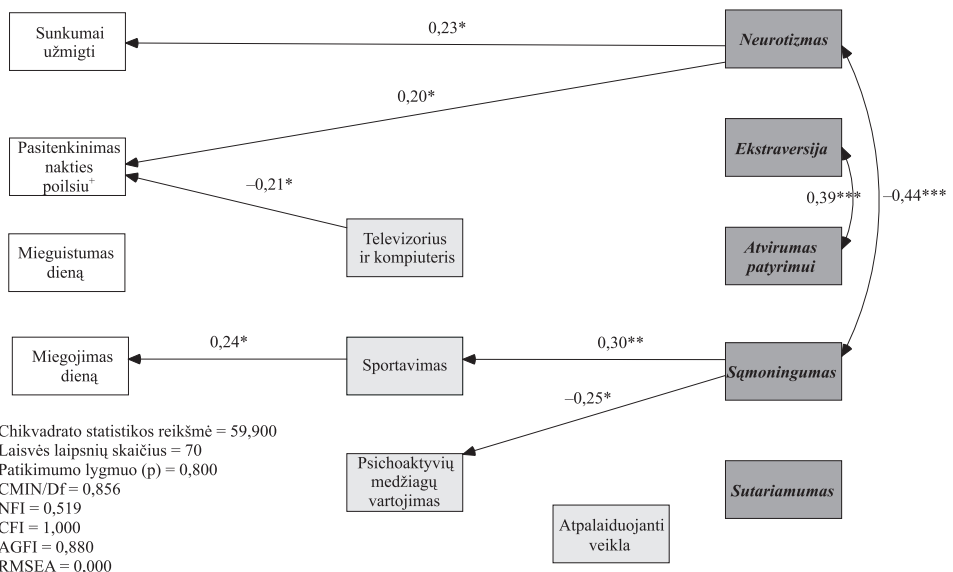 Sunkumai
užmigti
0,23*
Neurotizmas
0,20*
Pasitenkinimas
nakties
poilsiu+
–0,21*
Ekstraversija
0,39***
–0,44***
Mieguistumas
dieną
Televizorius
ir kompiuteris
Atvirumas
patyrimui
Miegojimas
dieną
0,24*
Sportavimas
0,30**
Sąmoningumas
–0,25*
Chikvadrato statistikos reikšmė = 59,900
Laisvės laipsnių skaičius = 70
Patikimumo lygmuo (p) = 0,800
CMIN/Df = 0,856
NFI = 0,519
CFI = 1,000
AGFI = 0,880
RMSEA = 0,000
Psichoaktyvių
medžiagų
vartojimas
Sutariamumas
Atpalaiduojanti
veikla